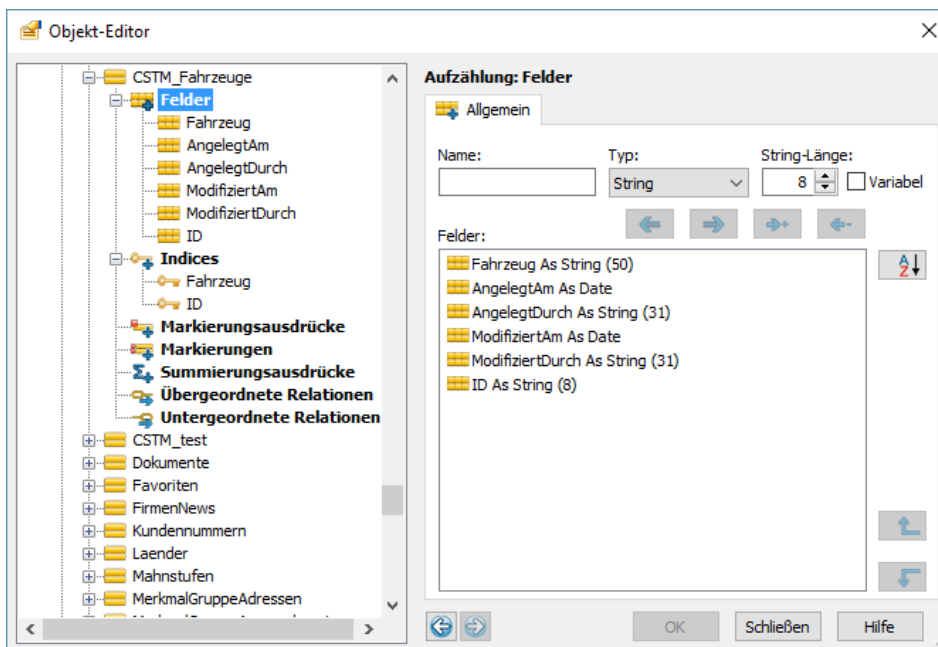 Objekt-Editor
CSTM_Fahrzeuge
Felder
Fahrzeug
AngelegtAm
AngelegtDurch
ModifiziertAm
ModifiziertDurch
ID
Indices
Fahrzeug
ID
Markierungsausdrücke
Markierungen
Summierungsausdrücke
Übergeordnete Relationen
Untergeordnete Relationen
CSTM_test
Dokumente
Favoriten
FirmenNews
Kundennummern
Laender
Mahnstufen
MerkmalGruppeAdressen
Aufzählung: Felder
Allgemein
Name: Typ: String-Länge:
String 8 Variabel
Felder:
Fahrzeug As String (50)
AngelegtAm As Date
AngelegtDurch As String (31)
ModifiziertAm As Date
ModifiziertDurch As String (31)
ID As String (8)
A
Z
OK Schließen Hilfe